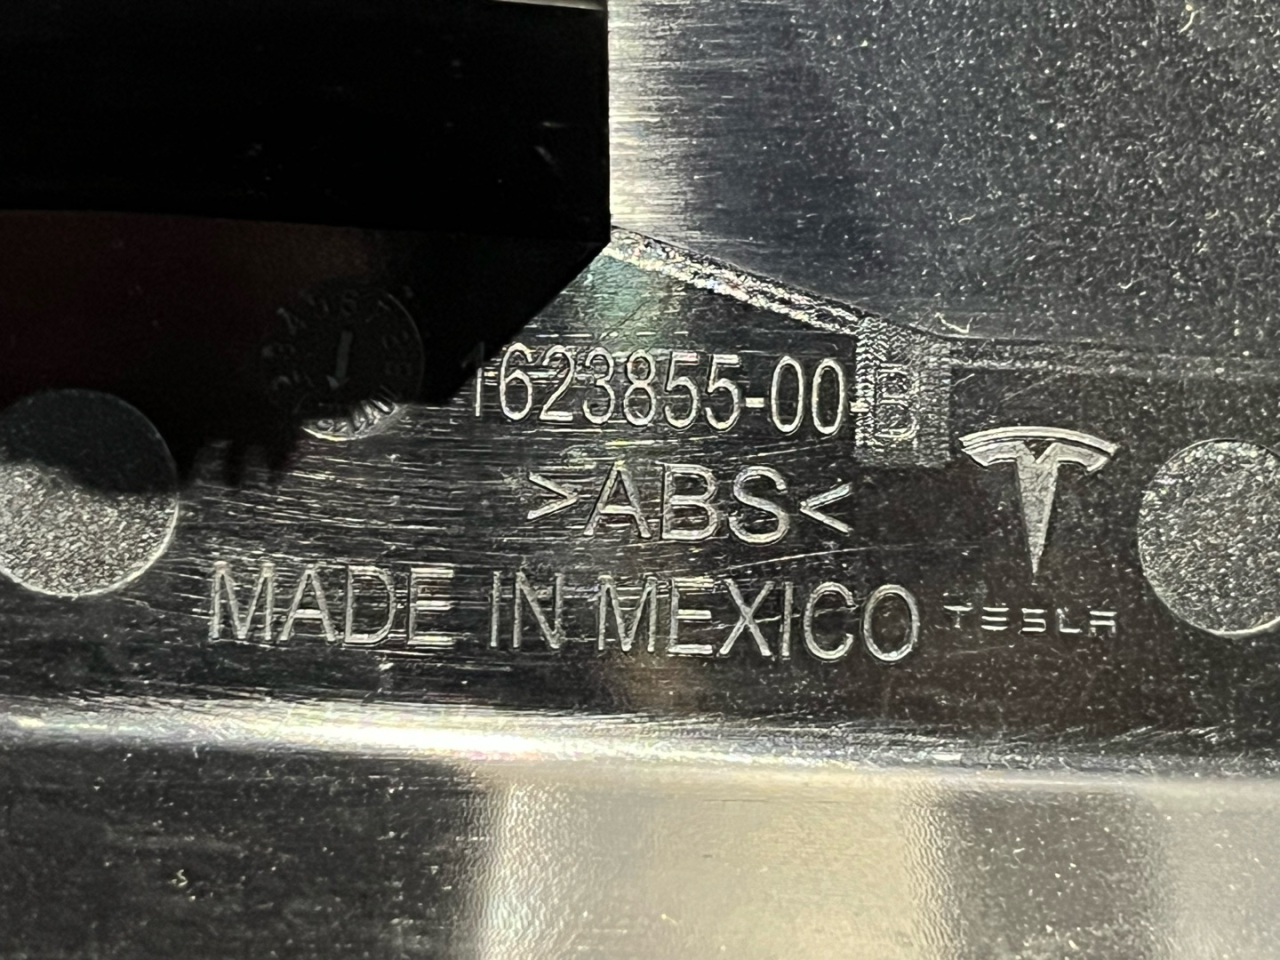 1623855-00-B
>ABS<
MADE IN MEXICO
TESLA